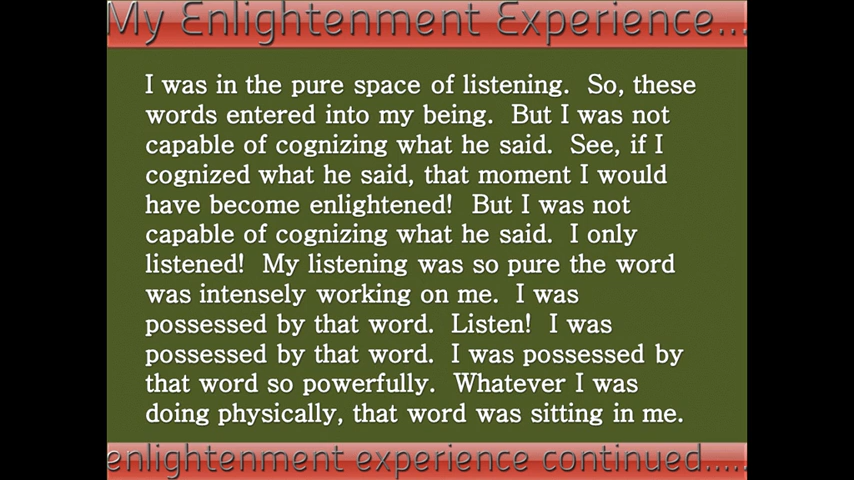 My Enlightenment Experience...
I was in the pure space of listening.  So, these
words entered into my being.  But I was not
capable of cognizing what he said.  See, if I
cognized what he said, that moment I would
have become enlightened!  But I was not
capable of cognizing what he said.  I only
listened!  My listening was so pure the word
was intensely working on me.  I was
possessed by that word.  Listen!  I was
possessed by that word.  I was possessed by
that word so powerfully.  Whatever I was
doing physically, that word was sitting in me.
enlightenment experience continued.....